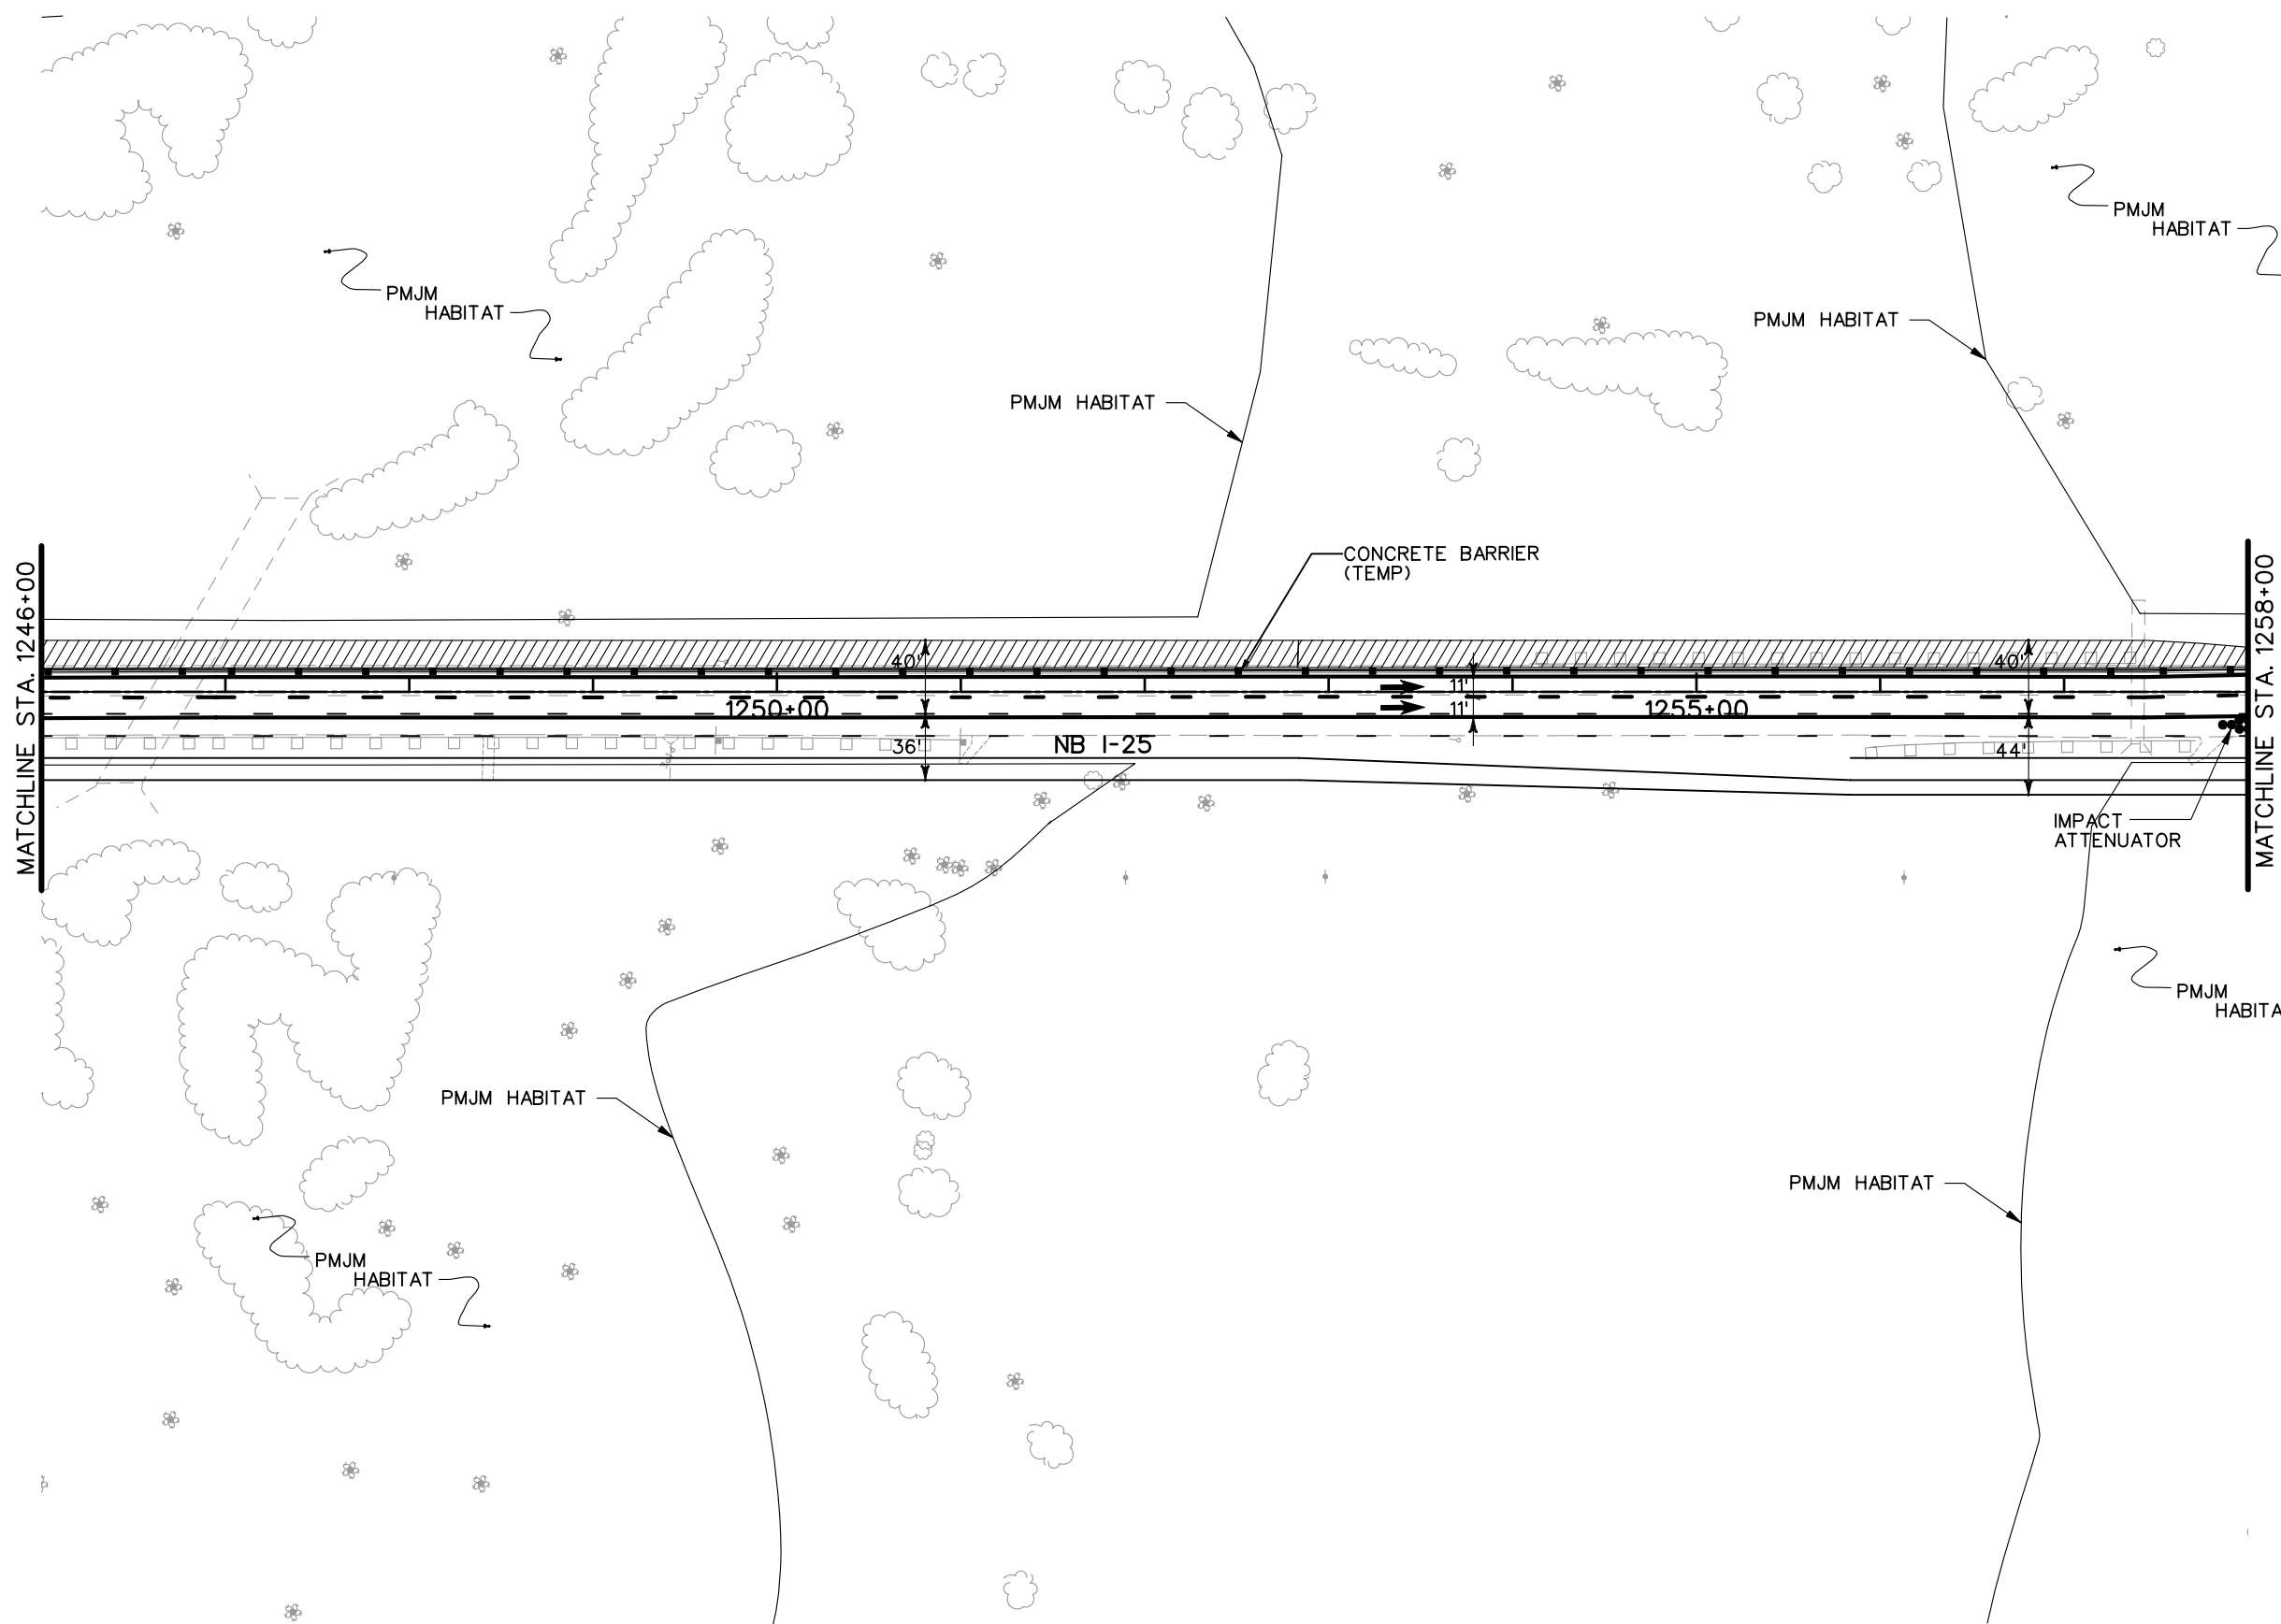 PMJM
HABITAT
PMJM
HABITAT
PMJM HABITAT
PMJM HABITAT
CONCRETE BARRIER
(TEMP)
MATCHLINE STA. 1246+00
MATCHLINE STA. 1258+00
40'
40'
11'
11'
1250+00
1255+00
36'
NB I-25
44'
IMPACT
ATTENUATOR
PMJM
HABITA
PMJM HABITAT
PMJM HABITAT
PMJM
HABITAT